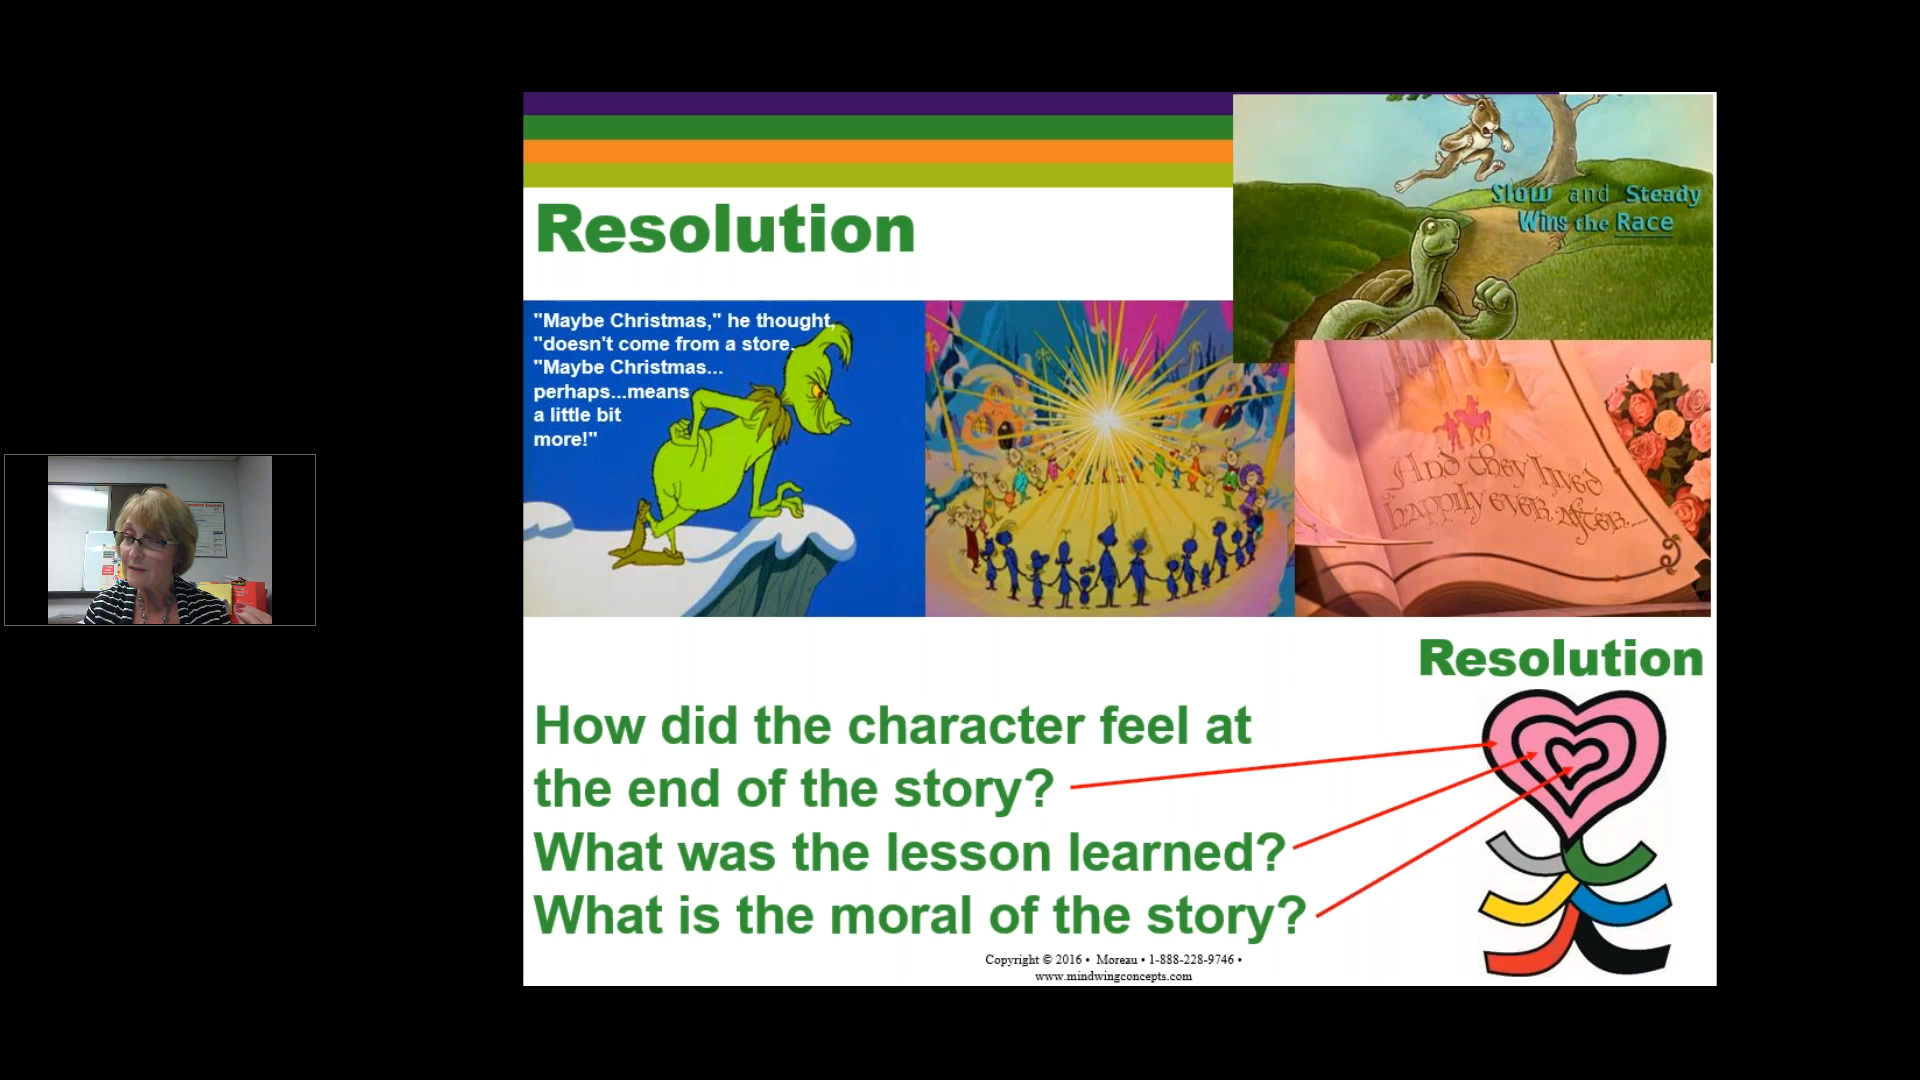 Resolution
Slow and Steady
Wins the Race
"Maybe Christmas," he thought,
"doesn't come from a store.
"Maybe Christmas...
perhaps...means
a little bit
more!"
And they lived
happily ever after....
Resolution
How did the character feel at
the end of the story?
What was the lesson learned?
What is the moral of the story?
Copyright © 2016 • Moreau • 1-888-228-9746 •
www.mindwingconcepts.com